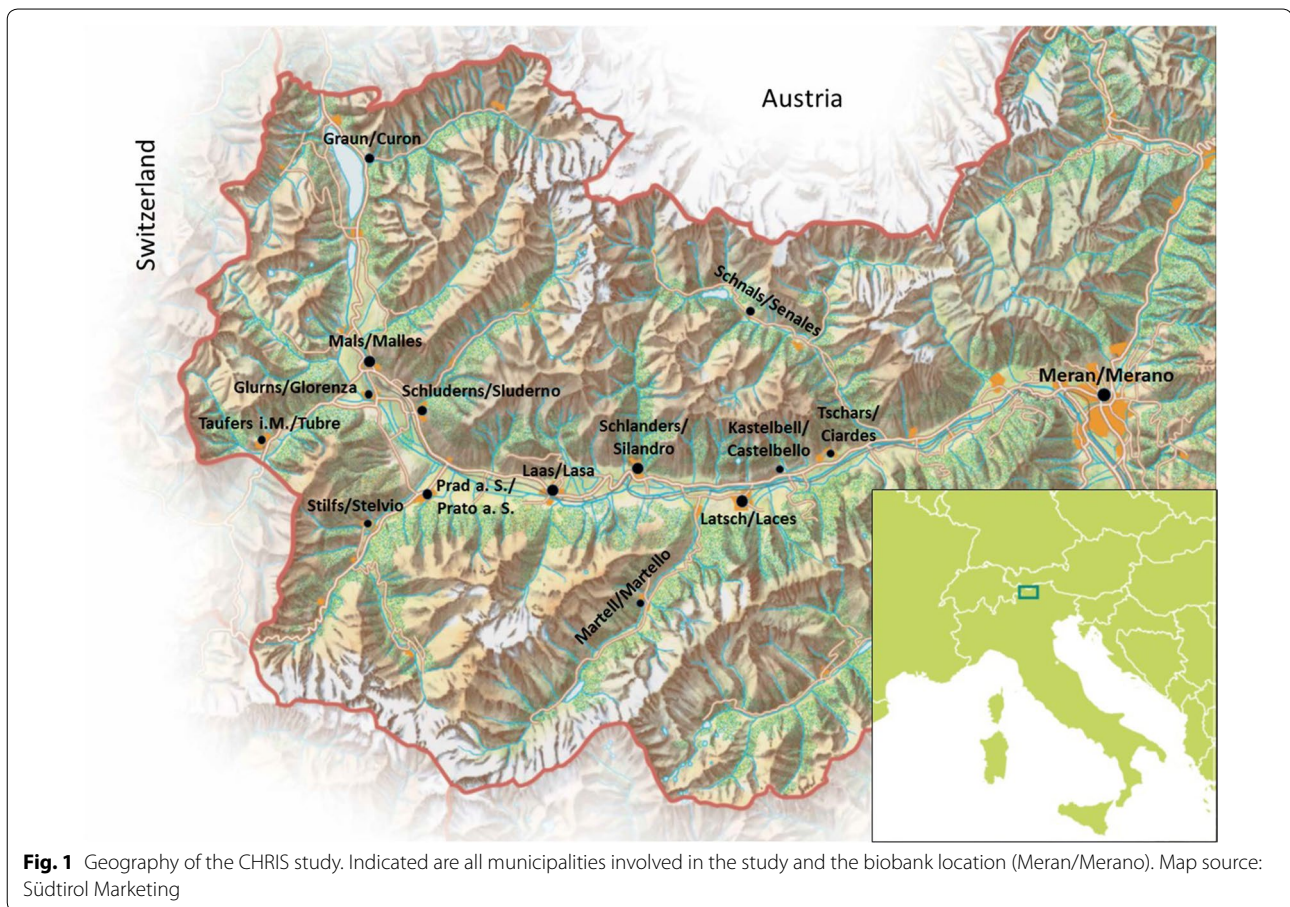 Austria
Switzerland
Graun/Curon
Schnals/Senales
Mals/Malles
Glurns/Glorenza
Schluderns/Sluderno
Taufers i.M./Tubre
Meran/Merano
Schlanders/
Silandro
Kastelbell/
Castelbello
Tschars/
Ciardes
Laas/Lasa
Prad a. S./
Prato a. S.
Stilfs/Stelvio
Latsch/Laces
Martell/Martello
Fig. 1 Geography of the CHRIS study. Indicated are all municipalities involved in the study and the biobank location (Meran/Merano). Map source:
Südtirol Marketing